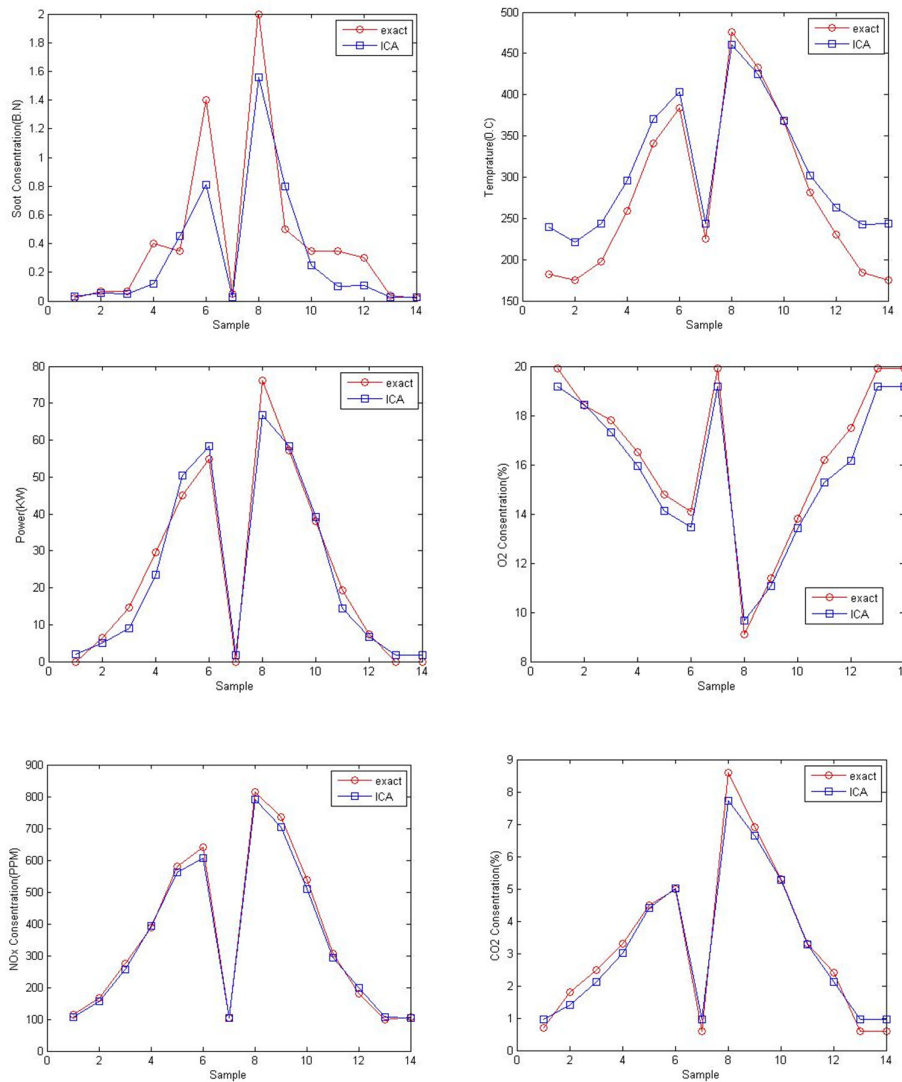 Soot Consentration(B.N)
2
1.8
1.6
1.4
1.2
1
0.8
0.6
0.4
0.2
0
0 2 4 6 8 10 12 14
Sample
exact
ICA
Temprature(O.C)
500
450
400
350
300
250
200
150
0 2 4 6 8 10 12 14
Sample
exact
ICA
Power(KW)
80
70
60
50
40
30
20
10
0
0 2 4 6 8 10 12 14
Sample
exact
ICA
O2 Concentration(%)
20
18
16
14
12
10
8
0 2 4 6 8 10 12 14
Sample
exact
ICA
NOx Consentration(PPM)
900
800
700
600
500
400
300
200
100
0
0 2 4 6 8 10 12 14
Sample
exact
ICA
CO2 Concentration(%)
9
8
7
6
5
4
3
2
1
0
0 2 4 6 8 10 12 14
Sample
exact
ICA